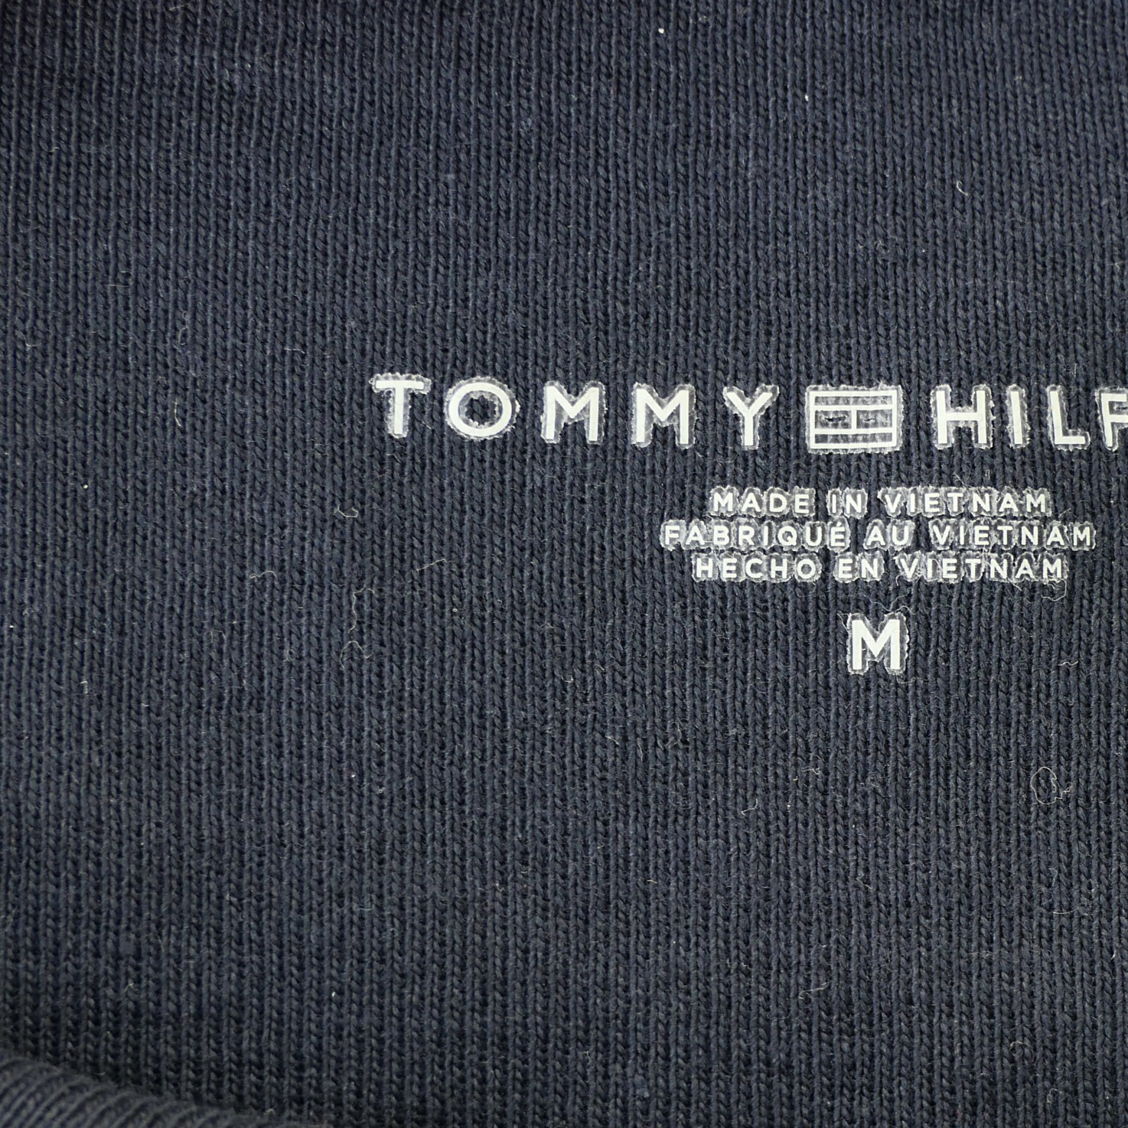 TOMMY HILF
MADE IN VIETNAM
FABRIQUÉ AU VIETNAM
HECHO EN VIETNAM
M